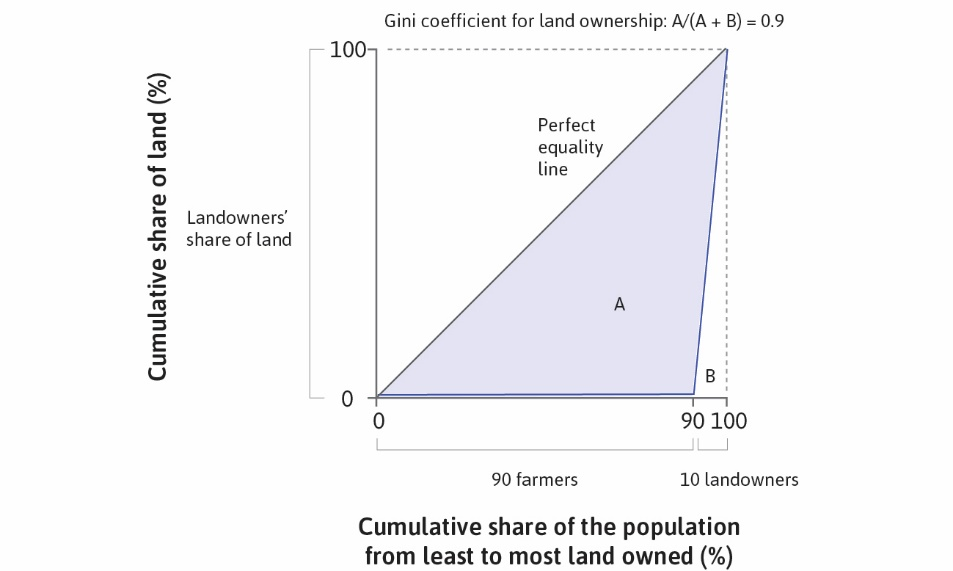 Gini coefficient for land ownership: A/(A + B) = 0.9
100
Cumulative share of land (%)
Perfect
equality
line
Landowners’
share of land
A
B
0
0
90 100
90 farmers
10 landowners
Cumulative share of the population
from least to most land owned (%)